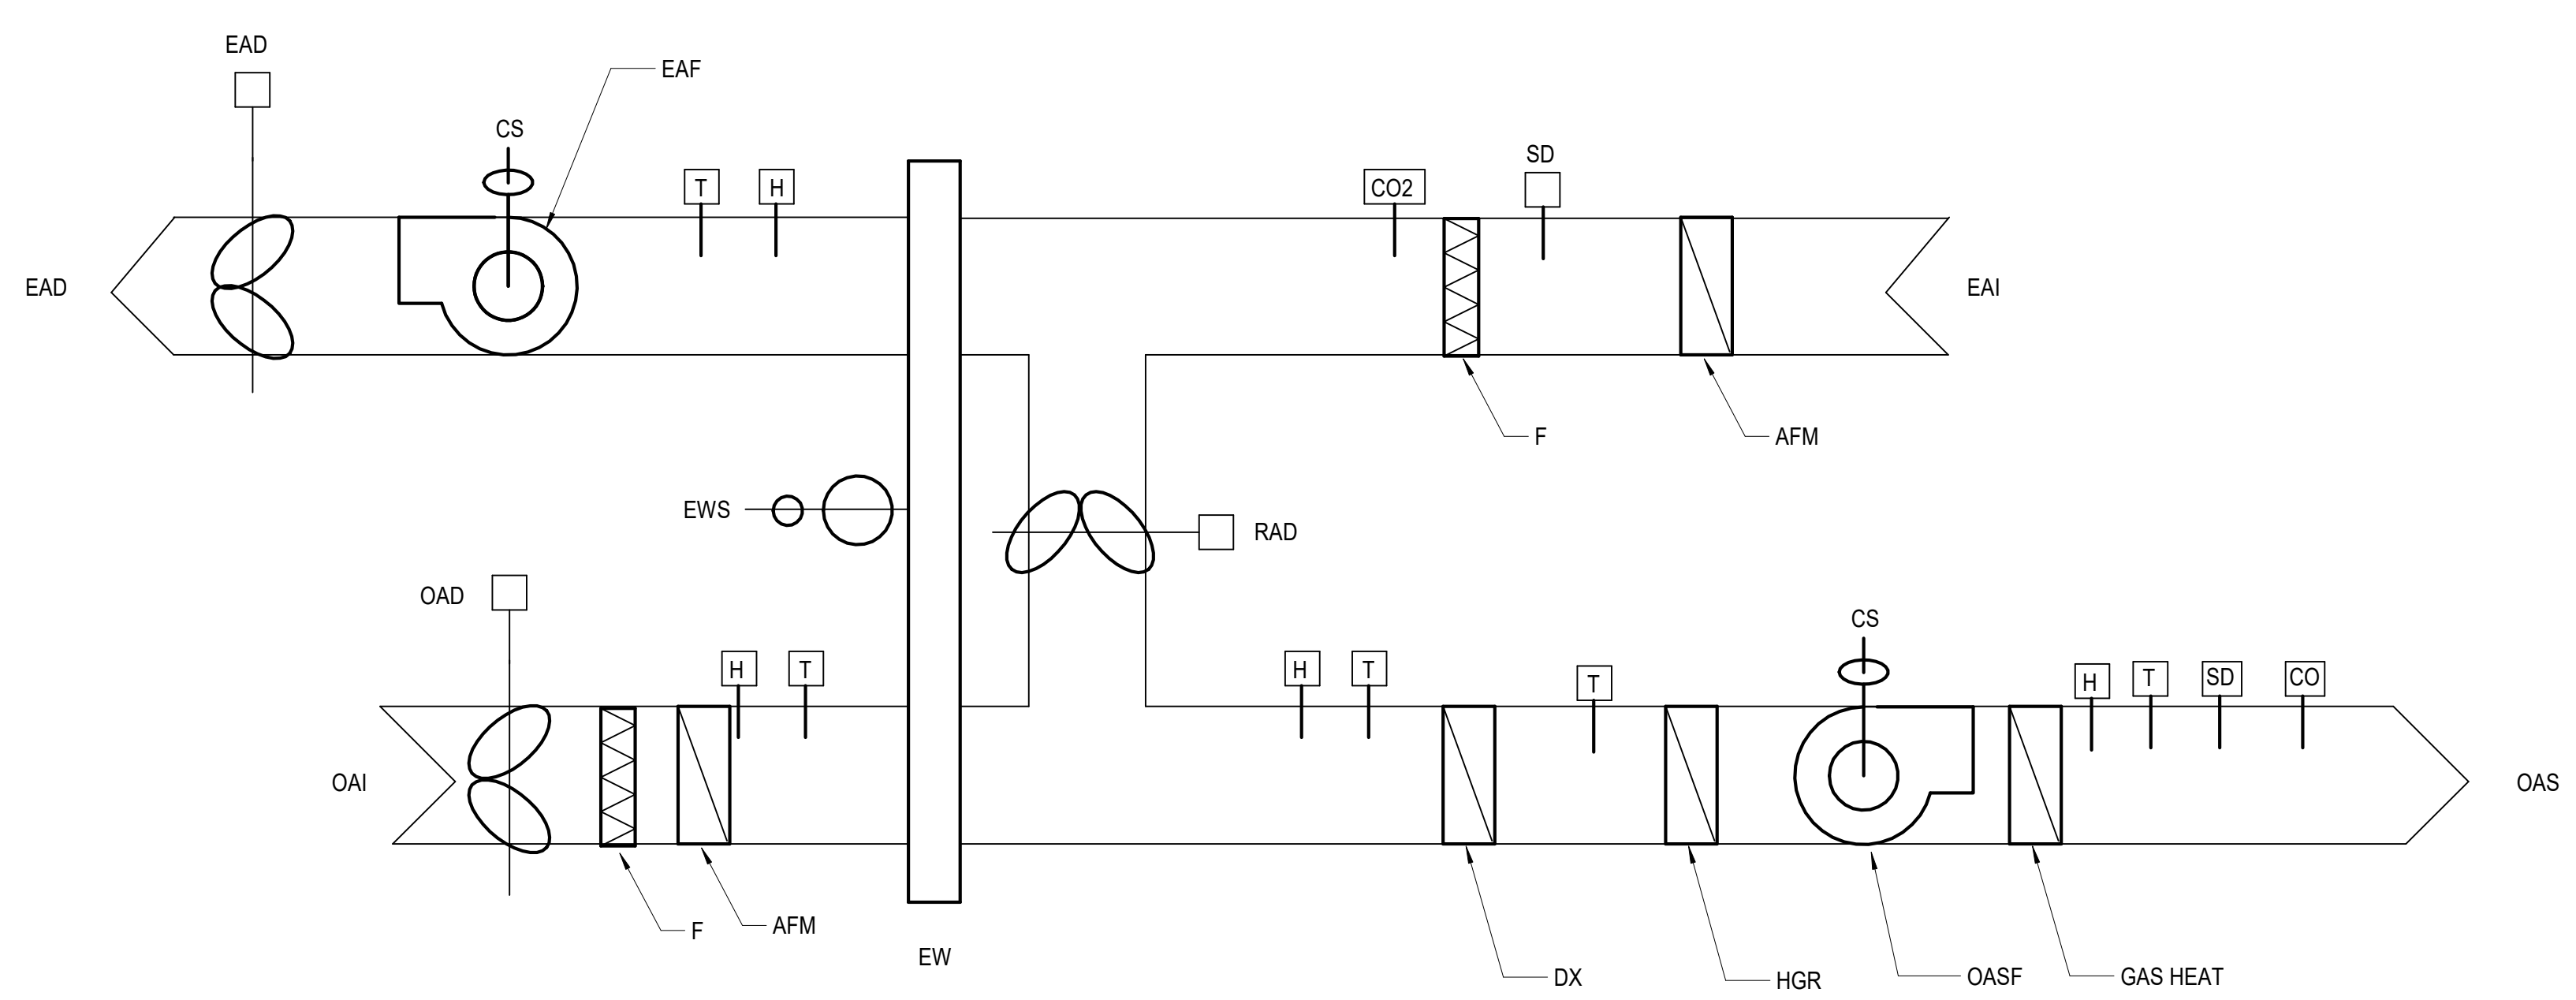 EAD
EAF
CS
T
H
CO2
SD
EAD
EAI
F
AFM
EWS
RAD
OAD
H
T
H
T
T
CS
H
T
SD
CO
OAI
OAS
F
AFM
EW
DX
HGR
OASF
GAS HEAT